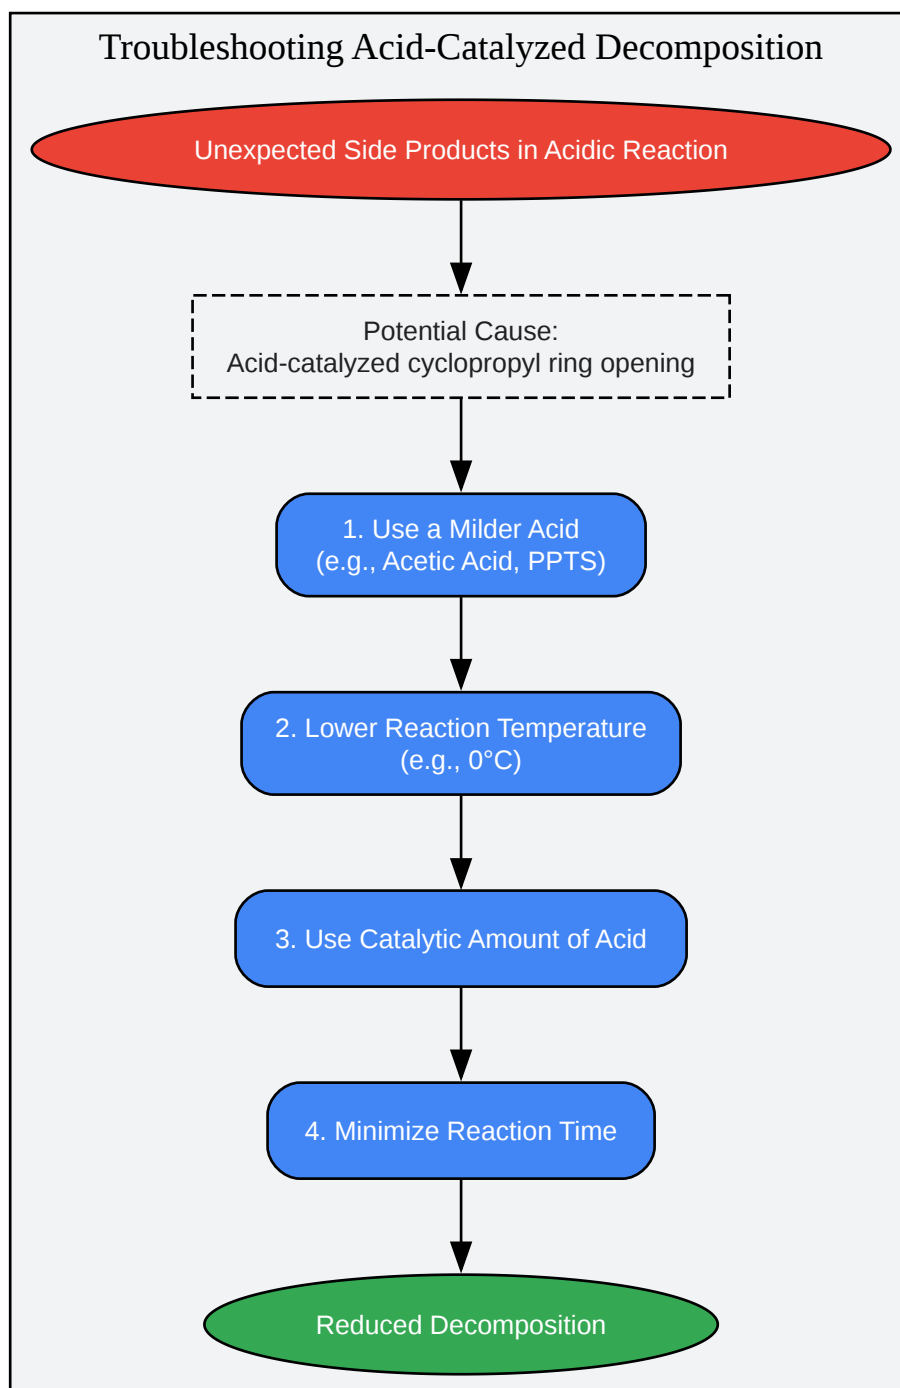 Troubleshooting Acid-Catalyzed Decomposition
Unexpected Side Products in Acidic Reaction
Potential Cause:
Acid-catalyzed cyclopropyl ring opening
1. Use a Milder Acid
(e.g., Acetic Acid, PPTS)
2. Lower Reaction Temperature
(e.g., 0°C)
3. Use Catalytic Amount of Acid
4. Minimize Reaction Time
Reduced Decomposition